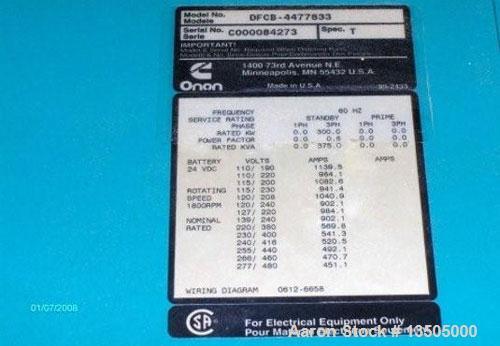 Model No. DFCB-4477833
Modele
Serial No. C000084273 Spec. T
Serie
IMPORTANT!
1400 73rd Avenue N.E.
Minneapolis, MN 55432 U.S.A.
Onan Made in U.S.A.
FREQUENCY 60 HZ
SERVICE RATING STANDBY PRIME
PHASE 1PH 3PH 1PH 3PH
RATED KW 0.0 300.0 0.0 0.0
POWER FACTOR 0.0 0.8 0.0 0.0
RATED KVA 0.0 375.0 0.0 0.0
BATTERY VOLTS AMPS AMPS
24 VDC 110/ 190 1139.5
110/ 200 984.1
115/ 200 1082.6
ROTATING 115/ 230 941.4
SPEED 120/ 208 1040.9
1800RPM 120/ 240 902.1
127/ 220 984.1
NOMINAL 139/ 240 902.1
RATED 220/ 380 569.8
230/ 400 541.3
240/ 416 520.5
255/ 440 492.1
266/ 460 470.7
277/ 480 451.1
WIRING DIAGRAM 0612-6658
01/07/2008
For Electrical Equipment Only
Aaron Stock # 13505000